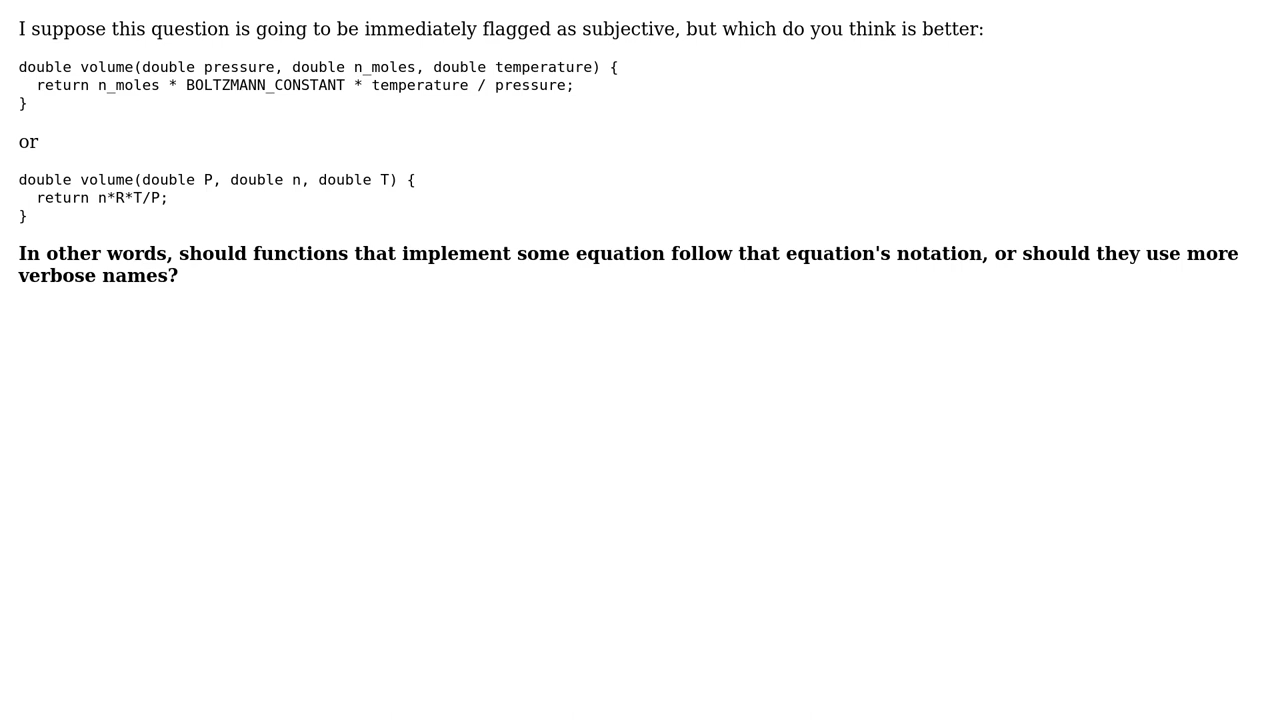 I suppose this question is going to be immediately flagged as subjective, but which do you think is better:
double volume(double pressure, double n_moles, double temperature) {
  return n_moles * BOLTZMANN_CONSTANT * temperature / pressure;
}
or
double volume(double P, double n, double T) {
  return n*R*T/P;
}
In other words, should functions that implement some equation follow that equation's notation, or should they use more
verbose names?